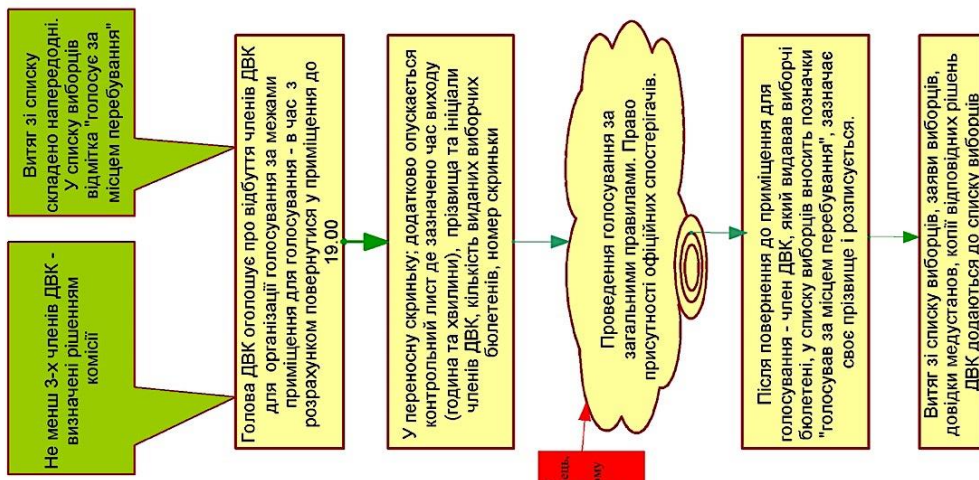 Витяг зі списку
складено напередодні.
У списку виборців
відмітка "голосує за
місцем перебування"
Не менш 3-х членів ДВК -
визначені рішенням
комісії
Голова ДВК оголошує про відбуття членів ДВК
для організації голосування за межами
приміщення для голосування - в час з
розрахунком повернутися у приміщення до
19.00
У переносну скриньку; додатково опускається
контрольний лист де зазначено час виходу
(година та хвилини), прізвища та ініціали
членів ДВК, кількість виданих виборчих
бюлетенів, номер скриньки
Проведення голосування за
загальними правилами. Право
присутності офіційних спостерігачів.
Після повернення до приміщення для
голосування - член ДВК, який видавав виборчі
бюлетені, у списку виборців вносить позначки
"голосував за місцем перебування", зазначає
своє прізвище і розписується.
Витяг зі списку виборців, заяви виборців,
довідки медустанов, копії відповідних рішень
ДВК додаються до списку виборців